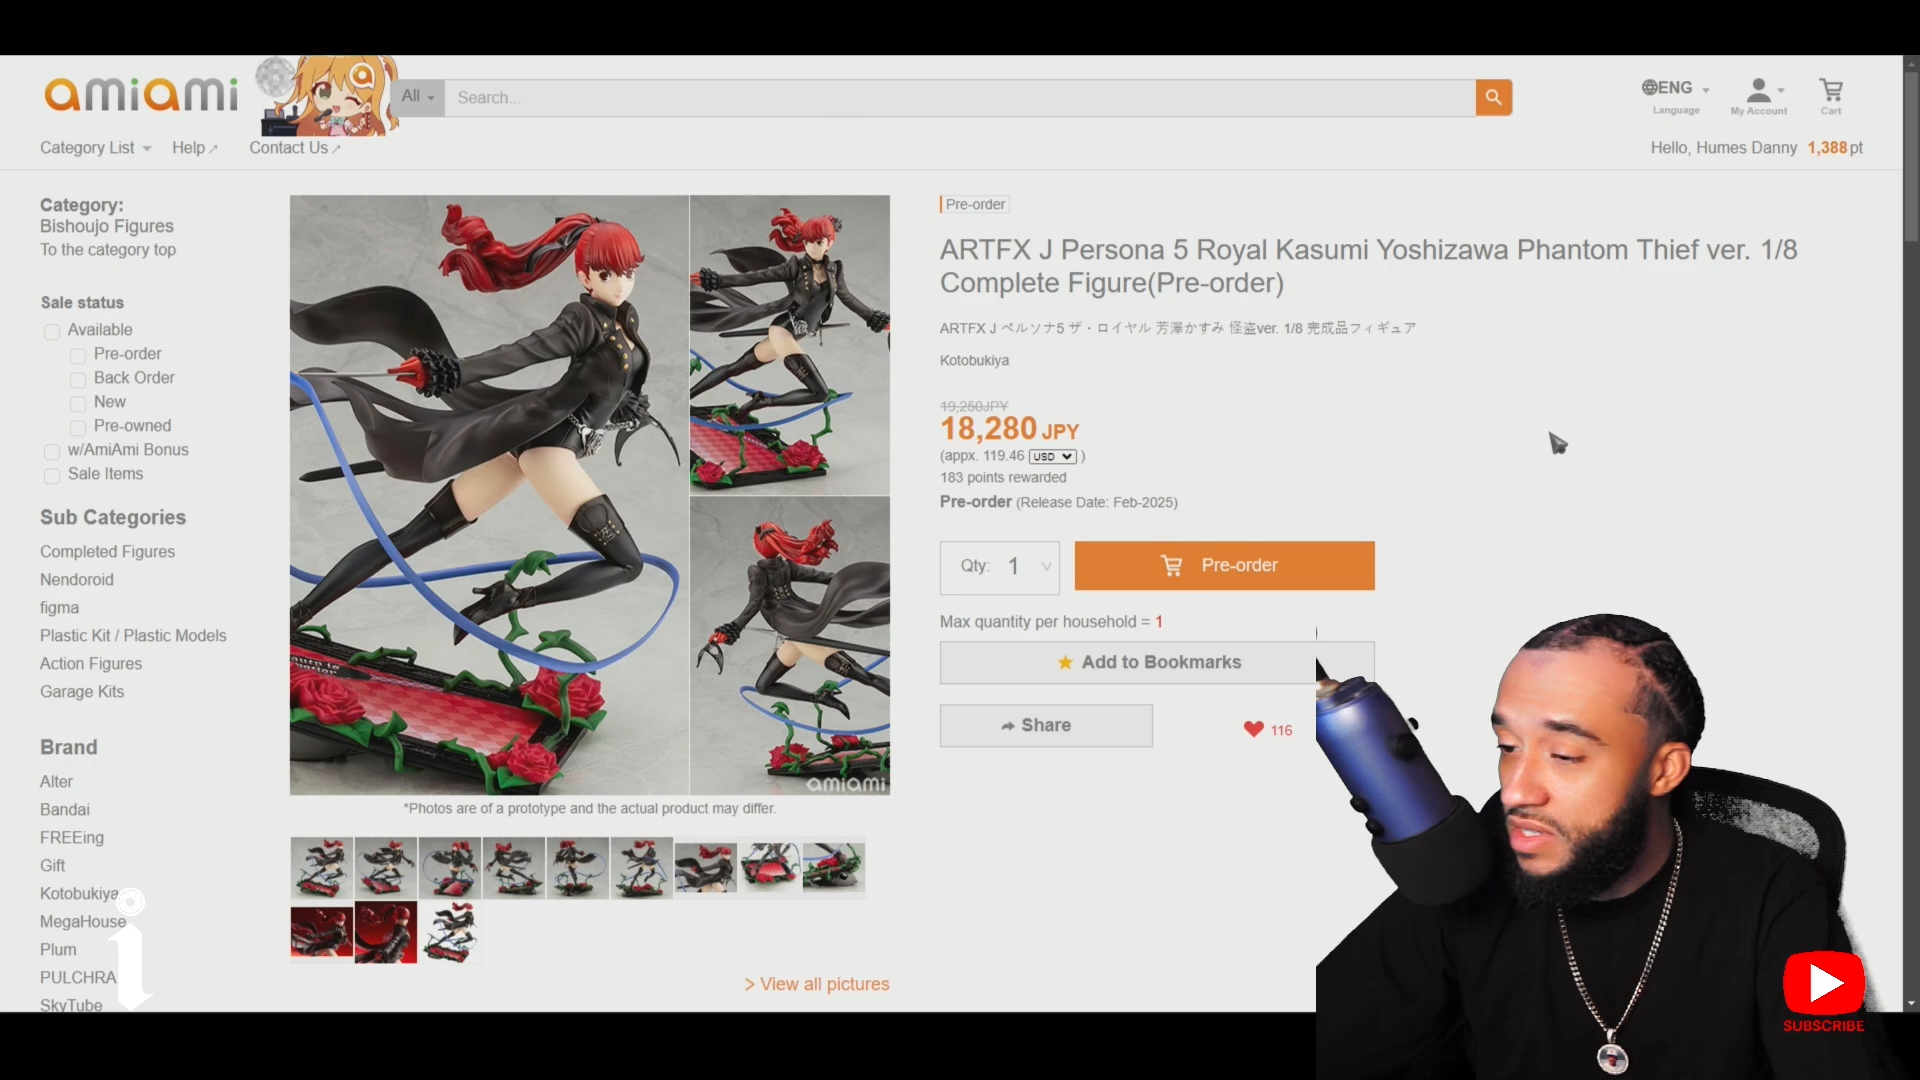 amiami
All
Search...
ENG
Language
My Account
Cart
Category List
Help
Contact Us
Hello, Humes Danny 1,388 pt
Category:
Bishoujo Figures
To the category top
Sale status
Available
Pre-order
Back Order
New
Pre-owned
w/AmiAmi Bonus
Sale Items
Sub Categories
Completed Figures
Nendoroid
figma
Plastic Kit / Plastic Models
Action Figures
Garage Kits
Brand
Alter
Bandai
FREEing
Gift
Kotobukiya
MegaHouse
Plum
PULCHRA
SkyTube
amiami
*Photos are of a prototype and the actual product may differ.
> View all pictures
Pre-order
ARTFX J Persona 5 Royal Kasumi Yoshizawa Phantom Thief ver. 1/8
Complete Figure(Pre-order)
ARTFX J ペルソナ5 ザ・ロイヤル 芳澤かすみ 怪盗ver. 1/8 完成品フィギュア
Kotobukiya
19,250JPY
18,280 JPY
(appx. 119.46 USD )
183 points rewarded
Pre-order (Release Date: Feb-2025)
Qty: 1
Pre-order
Max quantity per household = 1
Add to Bookmarks
Share
116
SUBSCRIBE